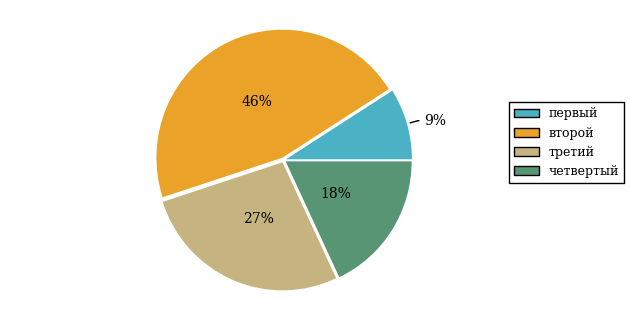 46%
9%
18%
27%
первый
второй
третий
четвертый